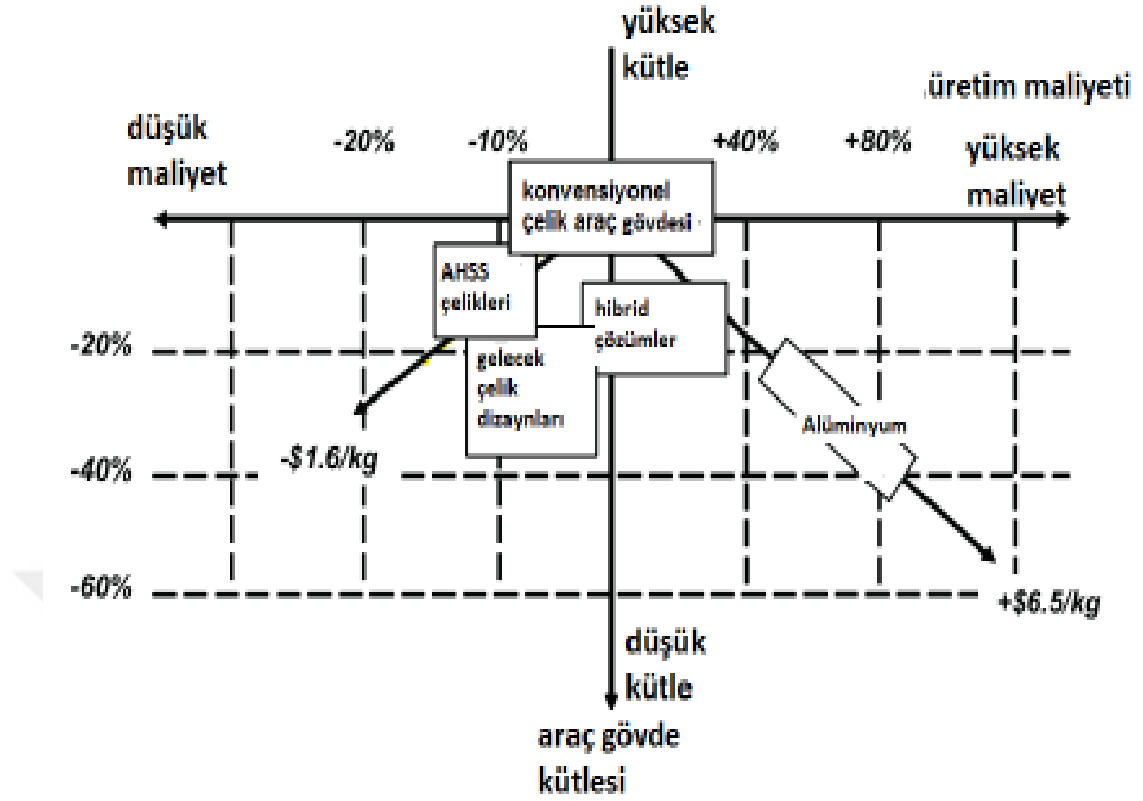 yüksek
kütle
üretim maliyeti
düşük
maliyet
-20%
-10%
+40%
+80%
yüksek
maliyet
konvensiyonel
çelik araç gövdesi
AHSS
çelikleri
hibrid
çözümler
-20%
gelecek
çelik
dizaynları
Alüminyum
-$1.6/kg
-40%
-60%
+$6.5/kg
düşük
kütle
araç gövde
kütlesi